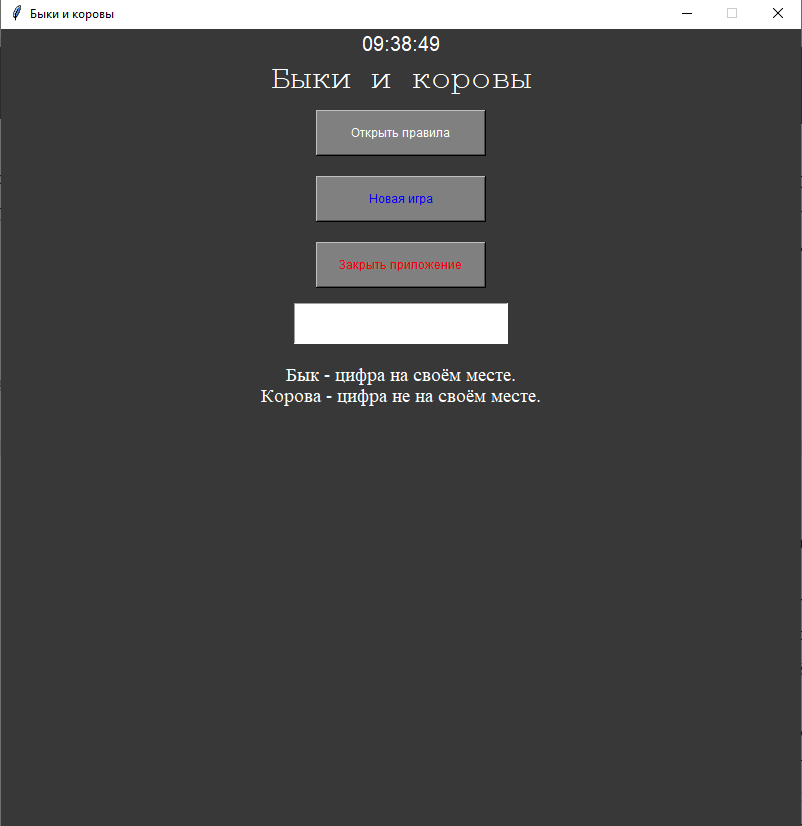 Быки и коровы
09:38:49
Быки и коровы
Открыть правила
Новая игра
Закрыть приложение
Бык - цифра на своём месте.
Корова - цифра не на своём месте.